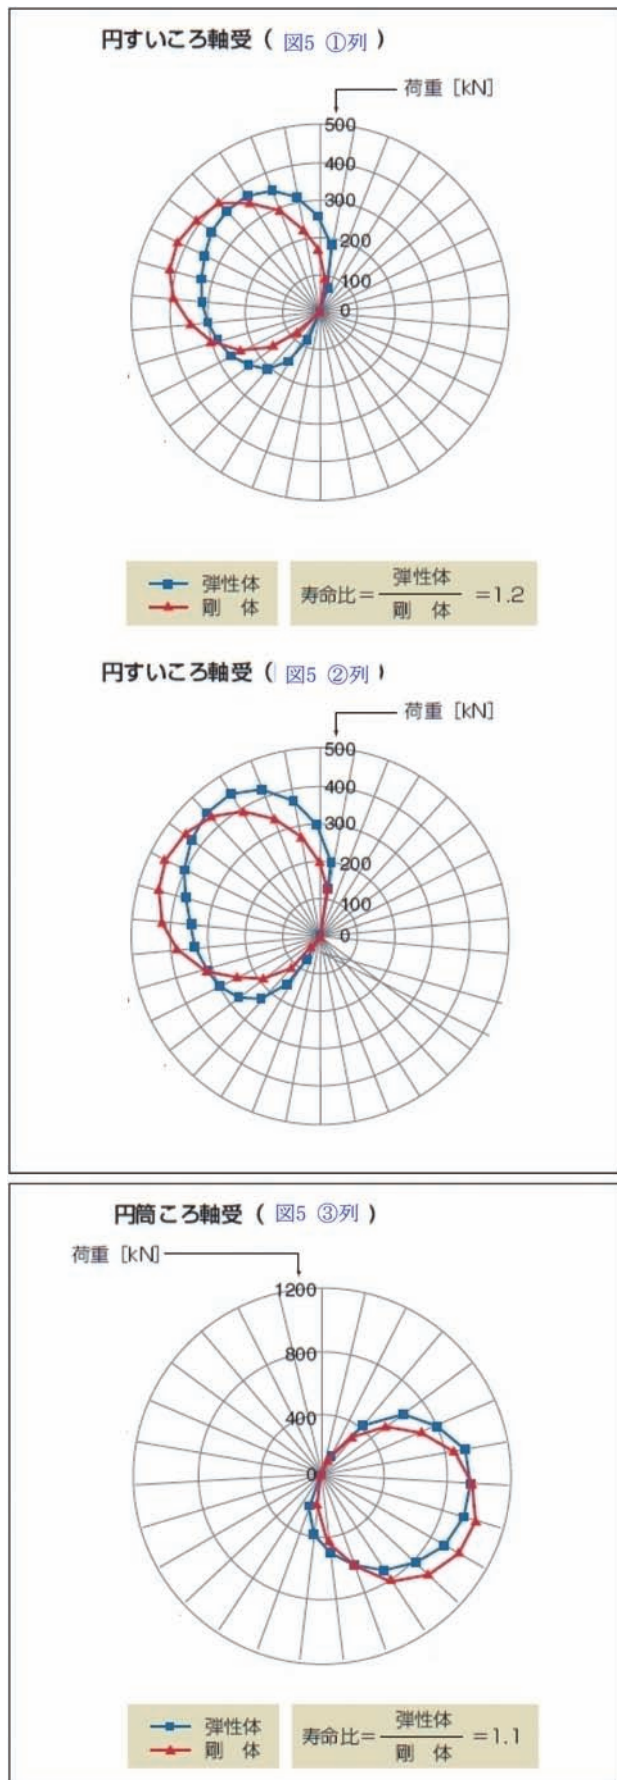 円すいころ軸受（ 図5 ①列）
荷重［kN］
500
400
300
200
100
0
弾性体
剛　体
寿命比＝弾性体/剛　体＝1.2
円すいころ軸受（ 図5 ②列 ）
荷重［kN］
500
400
300
200
100
0
円筒ころ軸受（ 図5 ③列 ）
荷重［kN］
1200
800
400
0
弾性体
剛　体
寿命比＝弾性体/剛　体＝1.1